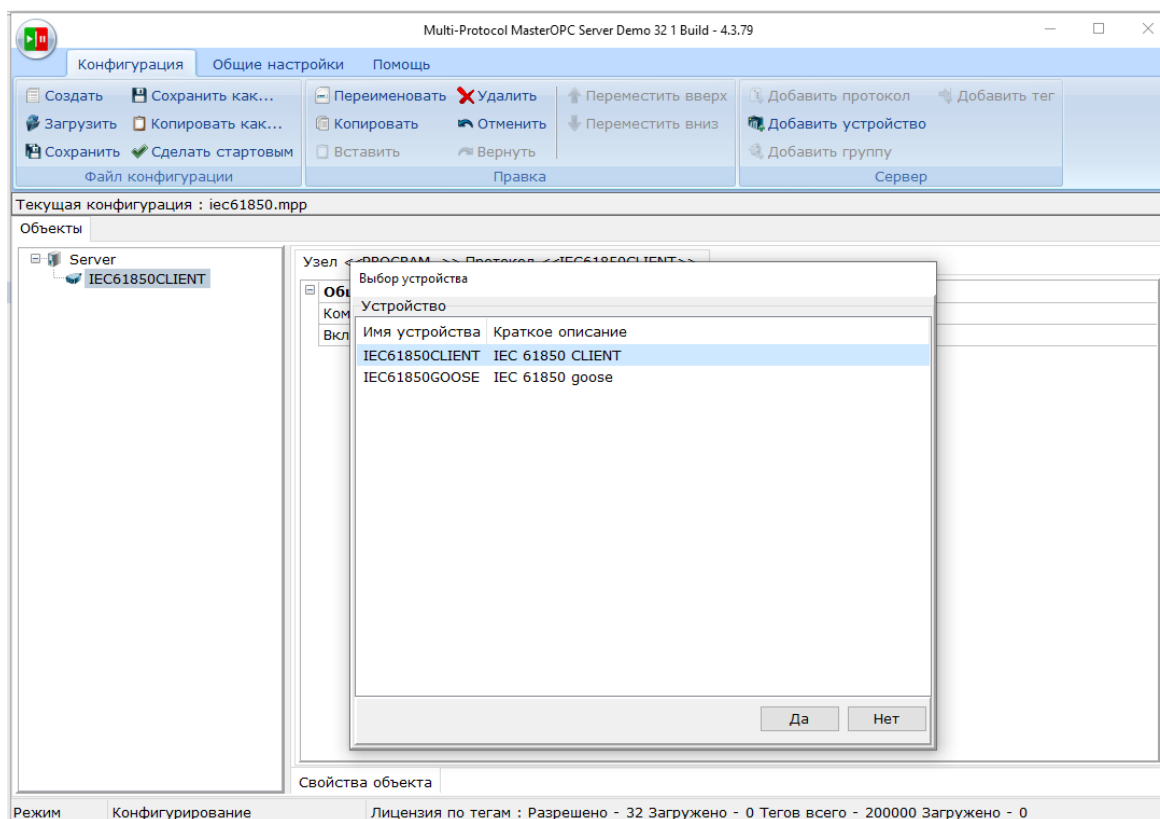 Multi-Protocol MasterOPC Server Demo 32 1 Build - 4.3.79
Конфигурация Общие настройки Помощь
Создать Сохранить как... Переименовать Удалить Переместить вверх Добавить протокол Добавить тег
Загрузить Копировать как... Копировать Отменить Переместить вниз Добавить устройство
Сохранить Сделать стартовым Вставить Вернуть Добавить группу
Файл конфигурации Правка Сервер
Текущая конфигурация : iec61850.mpp
Объекты
Server
IEC61850CLIENT
Узел <<PROGRAM >> Протокол <<IEC61850CLIENT>>
Выбор устройства
Устройство
Имя устройства Краткое описание
IEC61850CLIENT IEC 61850 CLIENT
IEC61850GOOSE IEC 61850 goose
Да Нет
Свойства объекта
Режим Конфигурирование Лицензия по тегам : Разрешено - 32 Загружено - 0 Тегов всего - 200000 Загружено - 0